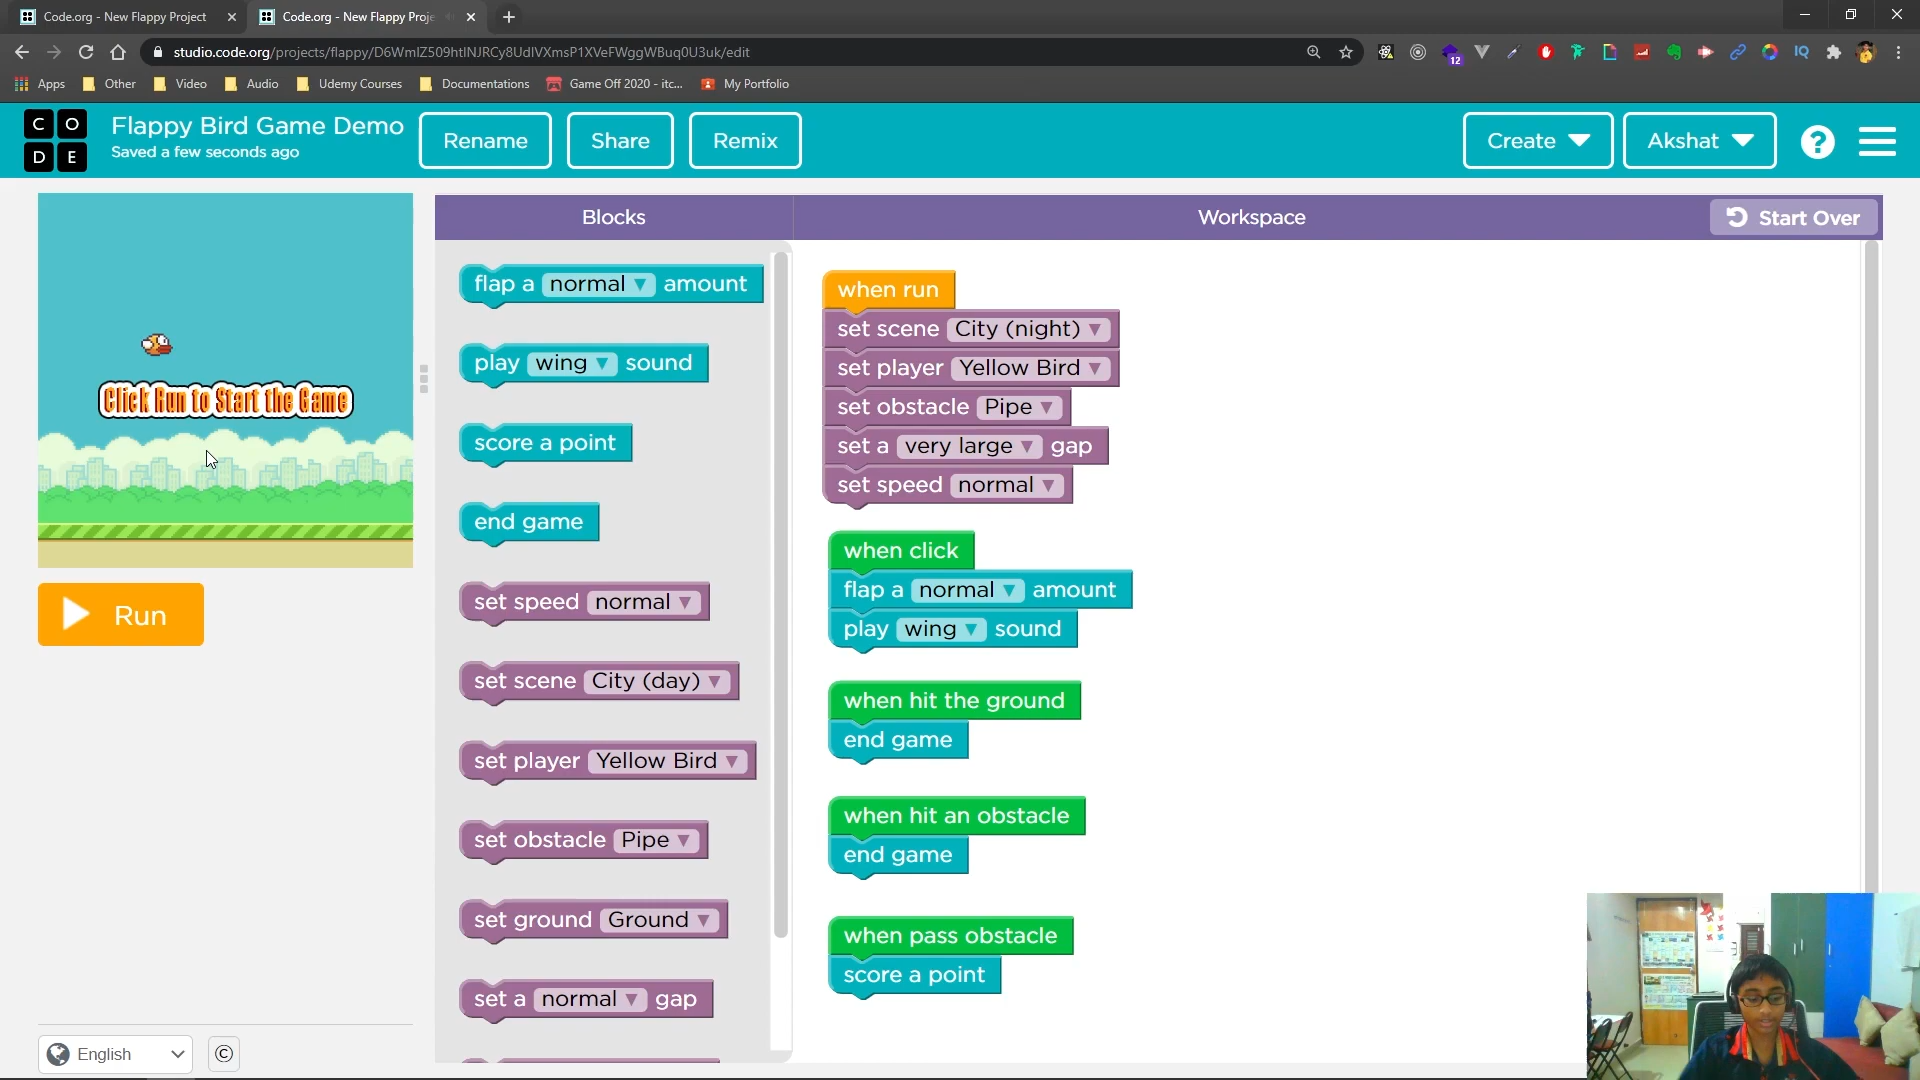 Code.org - New Flappy Project
Code.org - New Flappy Proje
studio.code.org/projects/flappy/D6WmIZ509htINJRCy8UdIVXmsP1XVeFWggWBuq0U3uk/edit
12
IQ
Apps
Other
Video
Audio
Udemy Courses
Documentations
Game Off 2020 - itc...
My Portfolio
C O
D E
Flappy Bird Game Demo
Saved a few seconds ago
Rename
Share
Remix
Create
Akshat
?
Click Run to Start the Game
Run
English
©
Blocks
flap a normal amount
play wing sound
score a point
end game
set speed normal
set scene City (day)
set player Yellow Bird
set obstacle Pipe
set ground Ground
set a normal gap
Workspace
Start Over
when run
set scene City (night)
set player Yellow Bird
set obstacle Pipe
set a very large gap
set speed normal
when click
flap a normal amount
play wing sound
when hit the ground
end game
when hit an obstacle
end game
when pass obstacle
score a point